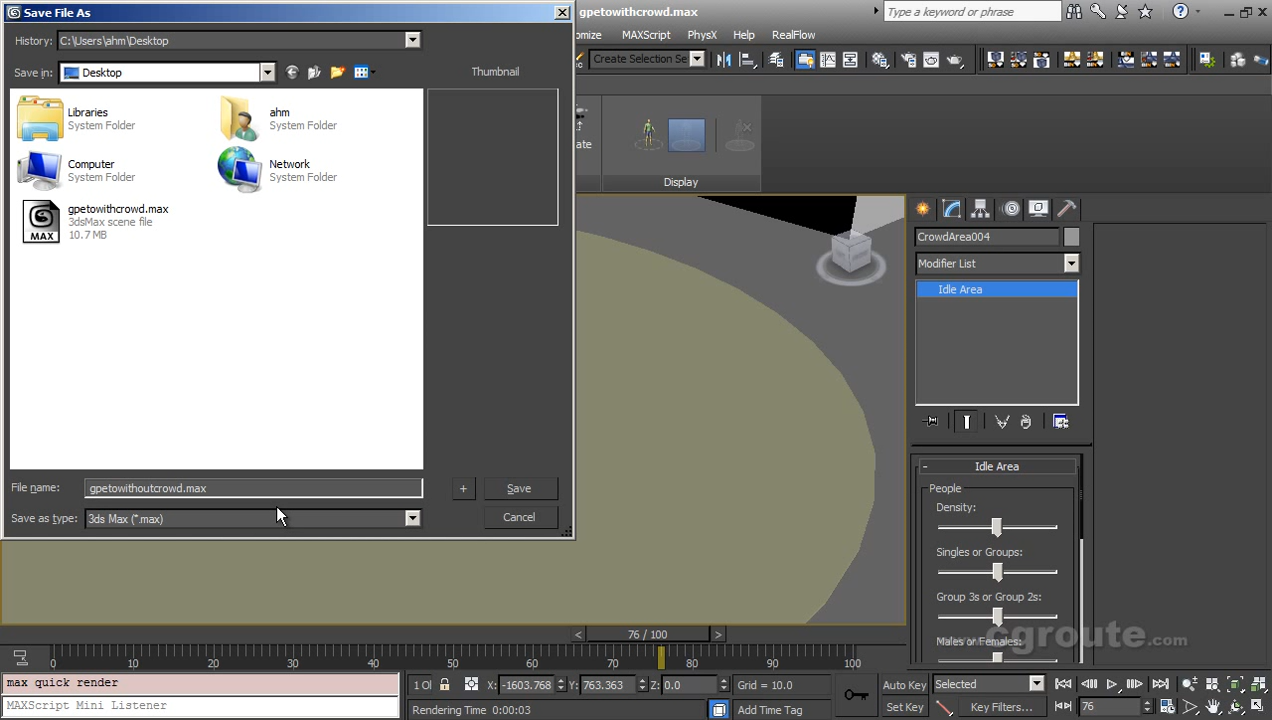 Save File As
gpetowithcrowd.max
Type a keyword or phrase
History:
C:\Users\ahm\Desktop
omize
MAXScript
PhysX
Help
RealFlow
Save in:
Desktop
Thumbnail
Create Selection Se
Libraries
System Folder
ahm
System Folder
Computer
System Folder
Network
System Folder
gpetowithcrowd.max
3dsMax scene file
10.7 MB
MAX
ate
Display
CrowdArea004
Modifier List
Idle Area
File name:
gpetowithoutcrowd.max
+
Save
Save as type:
3ds Max (*.max)
Cancel
- Idle Area
People
Density:
Singles or Groups:
Group 3s or Group 2s:
Males or Females:
cgroute.com
< 76 / 100 >
0 10 20 30 40 50 60 70 80 90 100
max quick render
MAXScript Mini Listener
X: -1603.768
Y: 763.363
Z: 0.0
Grid = 10.0
Rendering Time 0:00:03
Add Time Tag
Auto Key
Selected
Set Key
Key Filters...
76